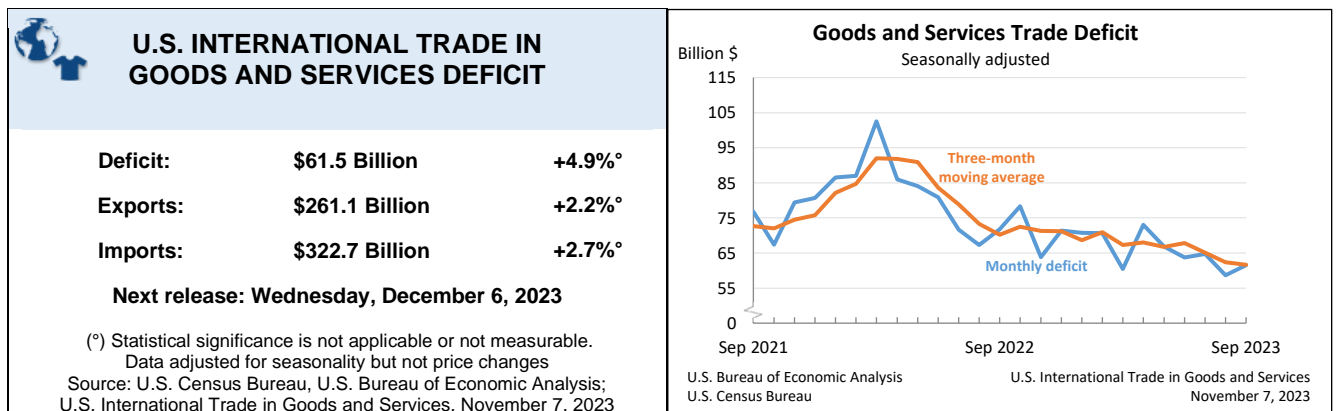 U.S. INTERNATIONAL TRADE IN
GOODS AND SERVICES DEFICIT
Deficit: $61.5 Billion +4.9%°
Exports: $261.1 Billion +2.2%°
Imports: $322.7 Billion +2.7%°
Next release: Wednesday, December 6, 2023
(°) Statistical significance is not applicable or not measurable.
Data adjusted for seasonality but not price changes
Source: U.S. Census Bureau, U.S. Bureau of Economic Analysis;
U.S. International Trade in Goods and Services, November 7, 2023
Goods and Services Trade Deficit
Billion $
Seasonally adjusted
115
105
95
85
75
65
55
0
Three-month
moving average
Monthly deficit
Sep 2021
Sep 2022
Sep 2023
U.S. Bureau of Economic Analysis
U.S. Census Bureau
U.S. International Trade in Goods and Services
November 7, 2023